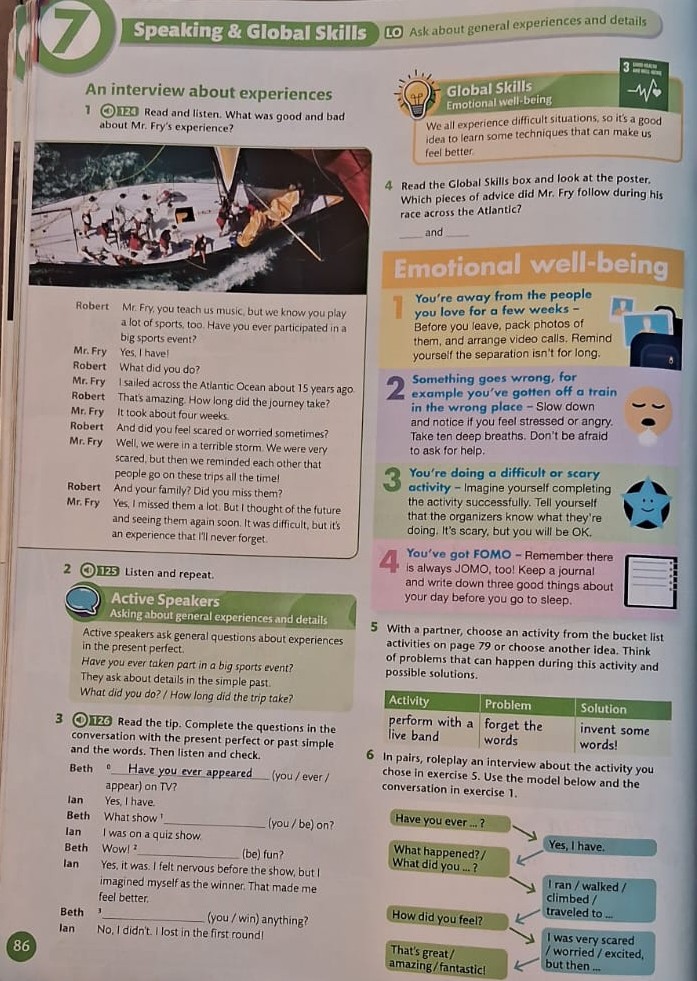 7
Speaking & Global Skills
LO Ask about general experiences and details
An interview about experiences
1 124 Read and listen. What was good and bad
about Mr. Fry's experience?
Robert Mr. Fry, you teach us music, but we know you play
a lot of sports, too. Have you ever participated in a
big sports event?
Mr. Fry Yes, I have!
Robert What did you do?
Mr. Fry I sailed across the Atlantic Ocean about 15 years ago.
Robert That's amazing. How long did the journey take?
Mr. Fry It took about four weeks.
Robert And did you feel scared or worried sometimes?
Mr. Fry Well, we were in a terrible storm. We were very
scared, but then we reminded each other that
people go on these trips all the time!
Robert And your family? Did you miss them?
Mr. Fry Yes, I missed them a lot. But I thought of the future
and seeing them again soon. It was difficult, but it's
an experience that I'll never forget.
2 125 Listen and repeat.
Active Speakers
Asking about general experiences and details
Active speakers ask general questions about experiences
in the present perfect.
Have you ever taken part in a big sports event?
They ask about details in the simple past.
What did you do? / How long did the trip take?
3 126 Read the tip. Complete the questions in the
conversation with the present perfect or past simple
and the words. Then listen and check.
Beth 0 Have you ever appeared (you / ever /
appear) on TV?
Ian Yes, I have.
Beth What show 1____ (you / be) on?
Ian I was on a quiz show.
Beth Wow! 2____ (be) fun?
Ian Yes, it was. I felt nervous before the show, but I
imagined myself as the winner. That made me
feel better.
Beth 3____ (you / win) anything?
Ian No, I didn't. I lost in the first round!
86
Global Skills
Emotional well-being
3
We all experience difficult situations, so it's a good
idea to learn some techniques that can make us
feel better.
4 Read the Global Skills box and look at the poster.
Which pieces of advice did Mr. Fry follow during his
race across the Atlantic?
____ and ____
Emotional well-being
1 You're away from the people
you love for a few weeks –
Before you leave, pack photos of
them, and arrange video calls. Remind
yourself the separation isn't for long.
2 Something goes wrong, for
example you've gotten off a train
in the wrong place – Slow down
and notice if you feel stressed or angry.
Take ten deep breaths. Don't be afraid
to ask for help.
3 You're doing a difficult or scary
activity – Imagine yourself completing
the activity successfully. Tell yourself
that the organizers know what they're
doing. It's scary, but you will be OK.
4 You've got FOMO – Remember there
is always JOMO, too! Keep a journal
and write down three good things about
your day before you go to sleep.
5 With a partner, choose an activity from the bucket list
activities on page 79 or choose another idea. Think
of problems that can happen during this activity and
possible solutions.
Activity Problem Solution
perform with a forget the invent some
live band words words!
6 In pairs, roleplay an interview about the activity you
chose in exercise 5. Use the model below and the
conversation in exercise 1.
Have you ever ... ?
Yes, I have.
What happened? /
What did you ... ?
I ran / walked /
climbed /
traveled to ...
How did you feel?
I was very scared
/ worried / excited,
but then ...
That's great /
amazing / fantastic!